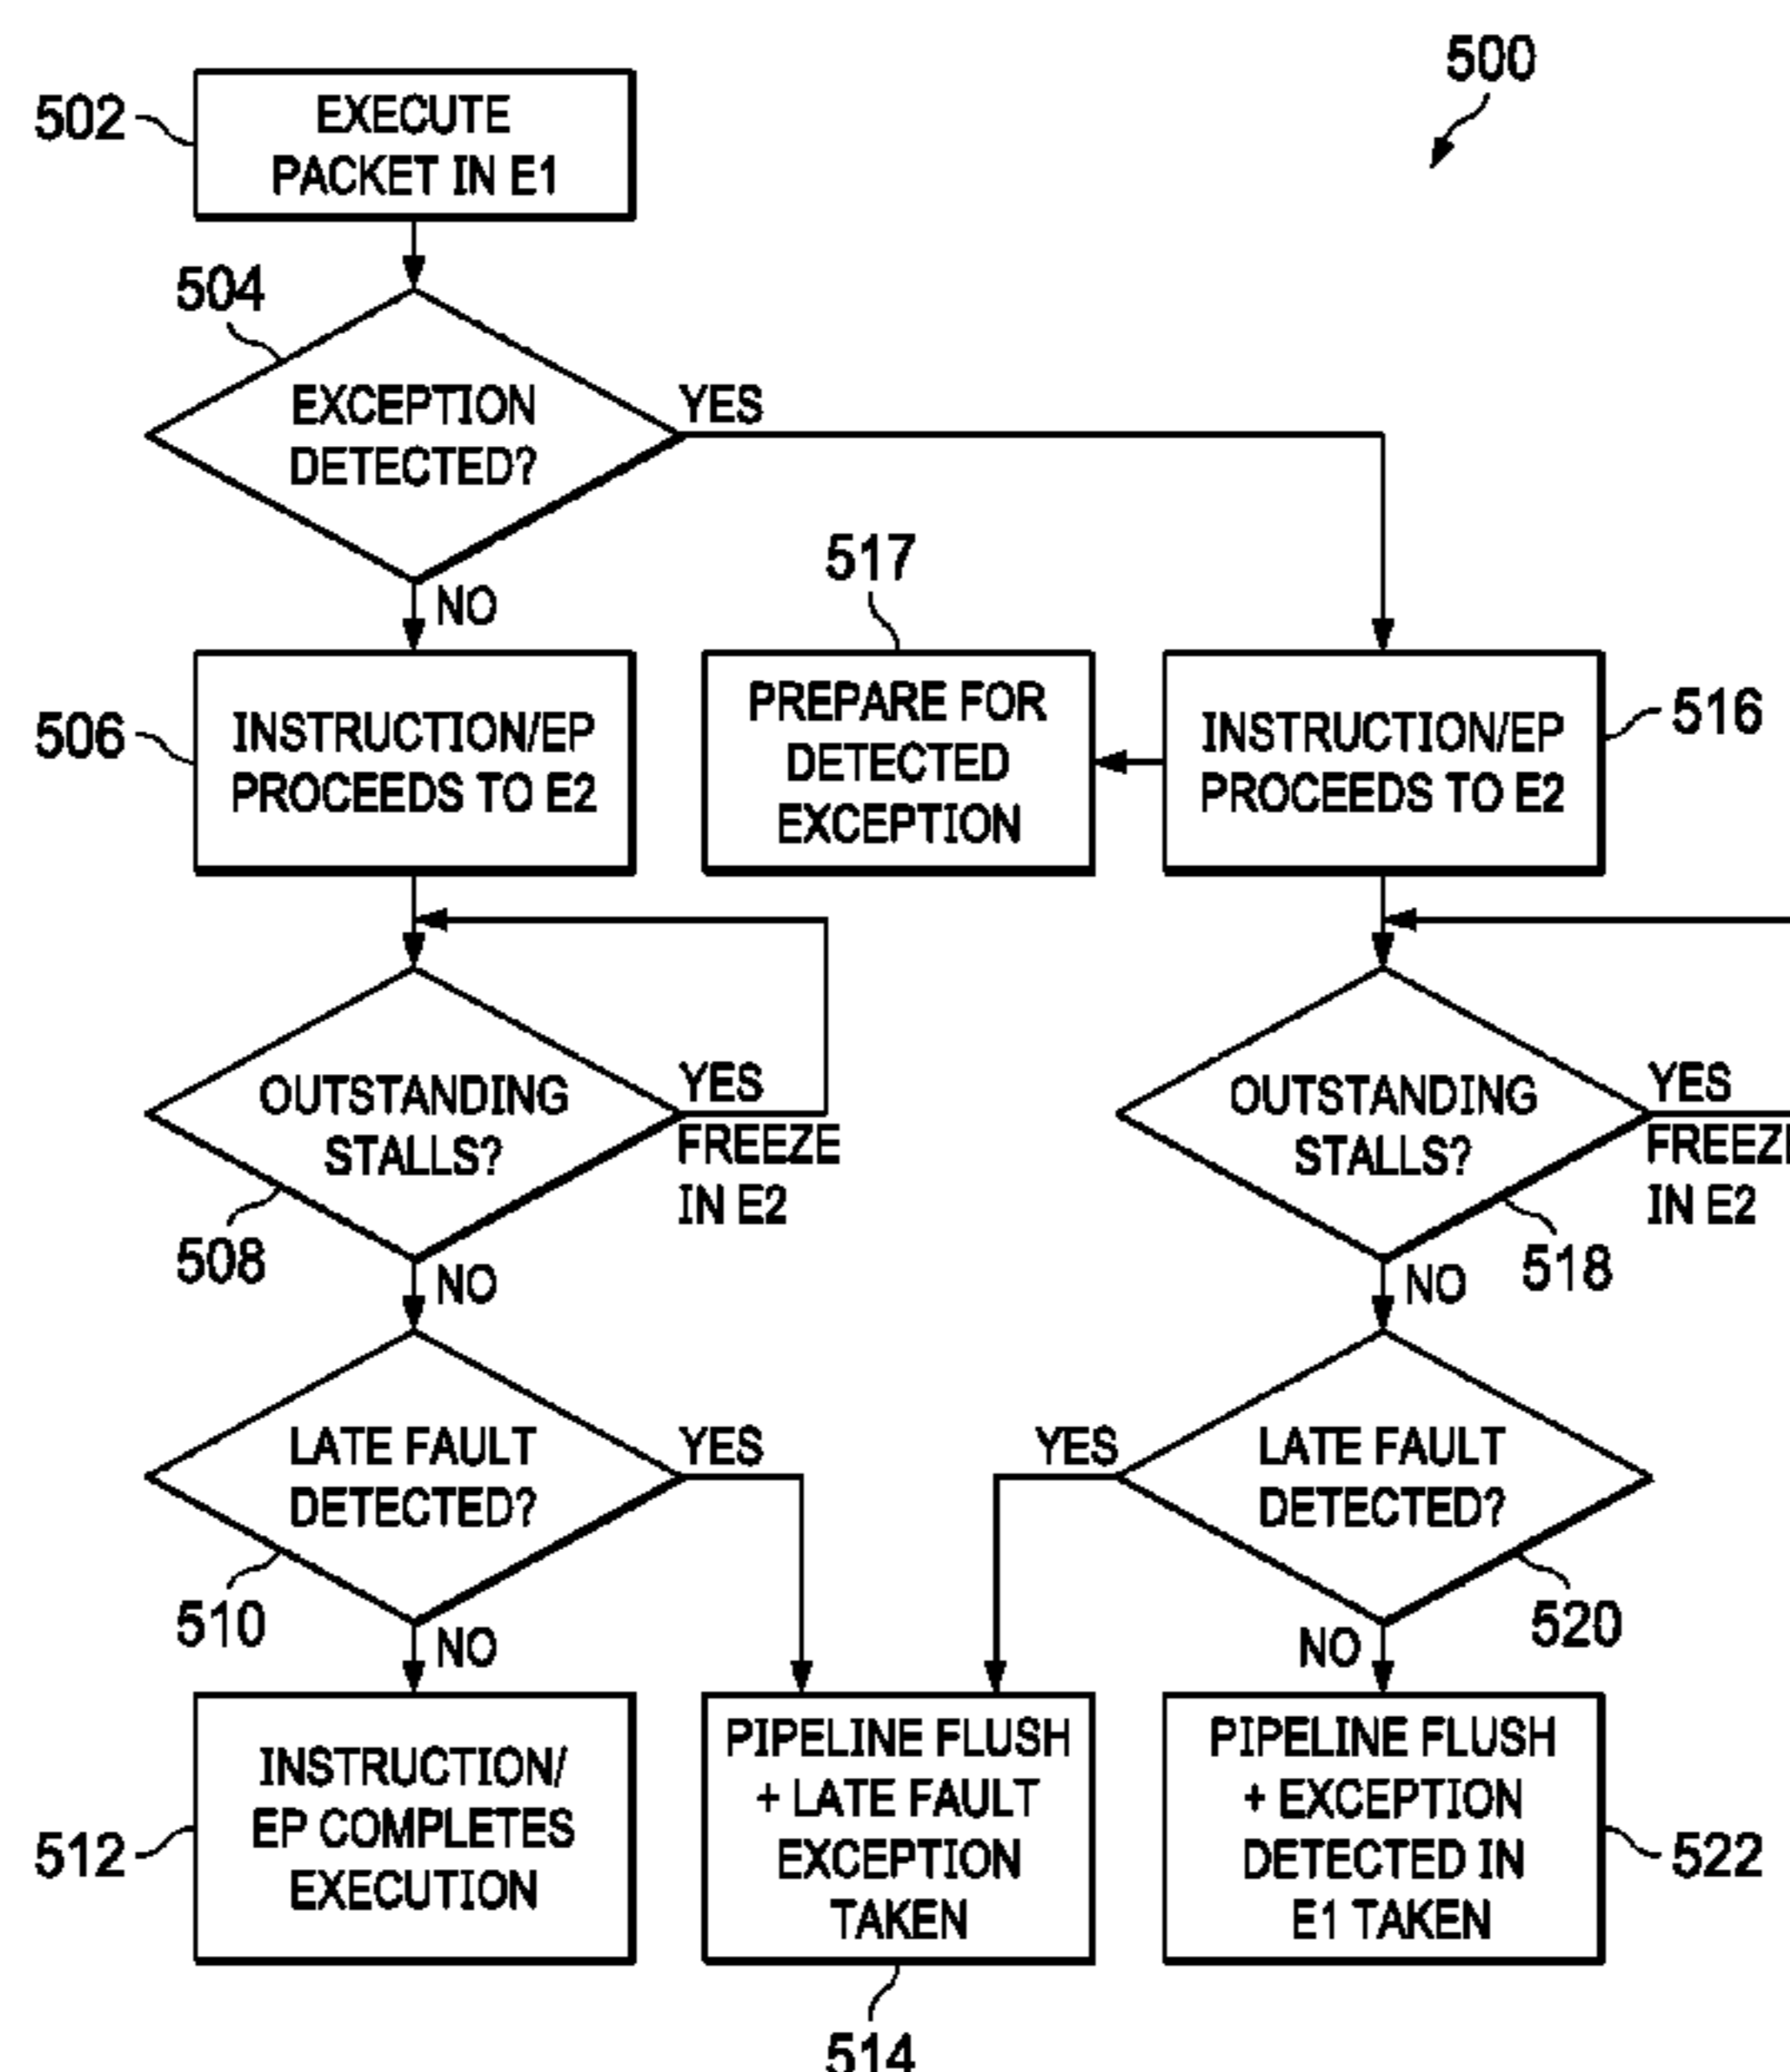 500
502
EXECUTE
PACKET IN E1
504
EXCEPTION
DETECTED?
YES
NO
517
506
INSTRUCTION/EP
PROCEEDS TO E2
PREPARE FOR
DETECTED
EXCEPTION
INSTRUCTION/EP
PROCEEDS TO E2
516
OUTSTANDING
STALLS?
YES
FREEZE
IN E2
508
NO
OUTSTANDING
STALLS?
YES
FREEZE
IN E2
518
NO
LATE FAULT
DETECTED?
YES
510
NO
YES
LATE FAULT
DETECTED?
520
NO
512
INSTRUCTION/
EP COMPLETES
EXECUTION
PIPELINE FLUSH
+ LATE FAULT
EXCEPTION
TAKEN
514
PIPELINE FLUSH
+ EXCEPTION
DETECTED IN
E1 TAKEN
522